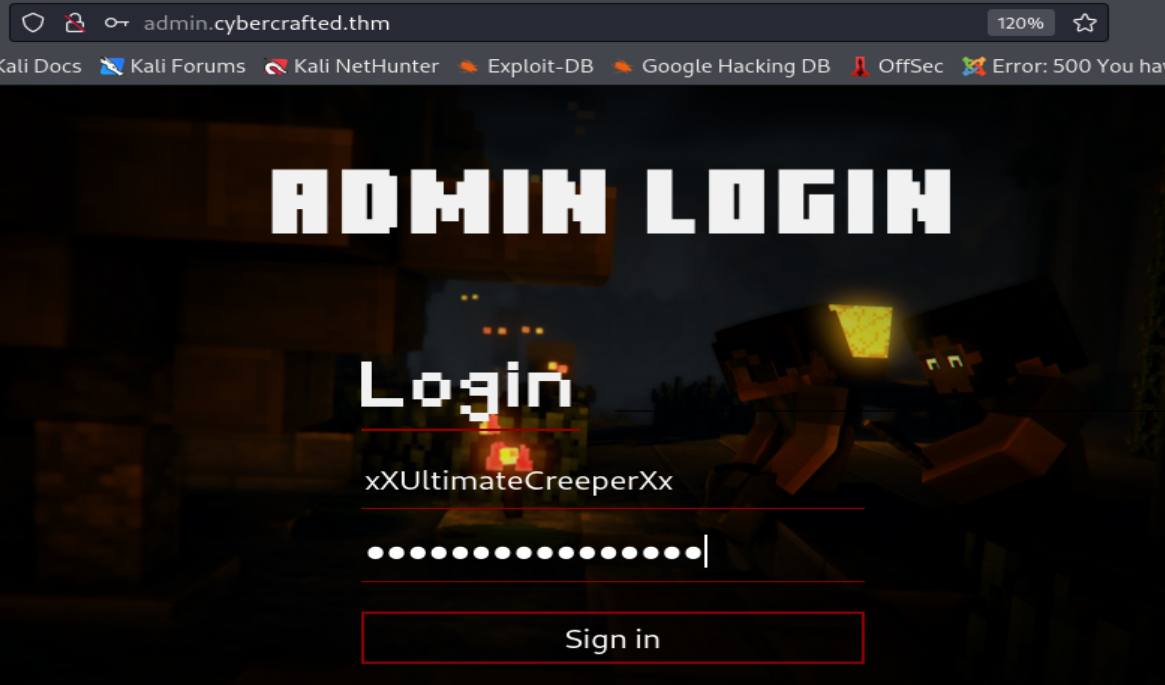 admin.cybercrafted.thm 120%
Kali Docs Kali Forums Kali NetHunter Exploit-DB Google Hacking DB OffSec Error: 500 You hav
ADMIN LOGIN
Login
xXUltimateCreeperXx
••••••••••••••••
Sign in